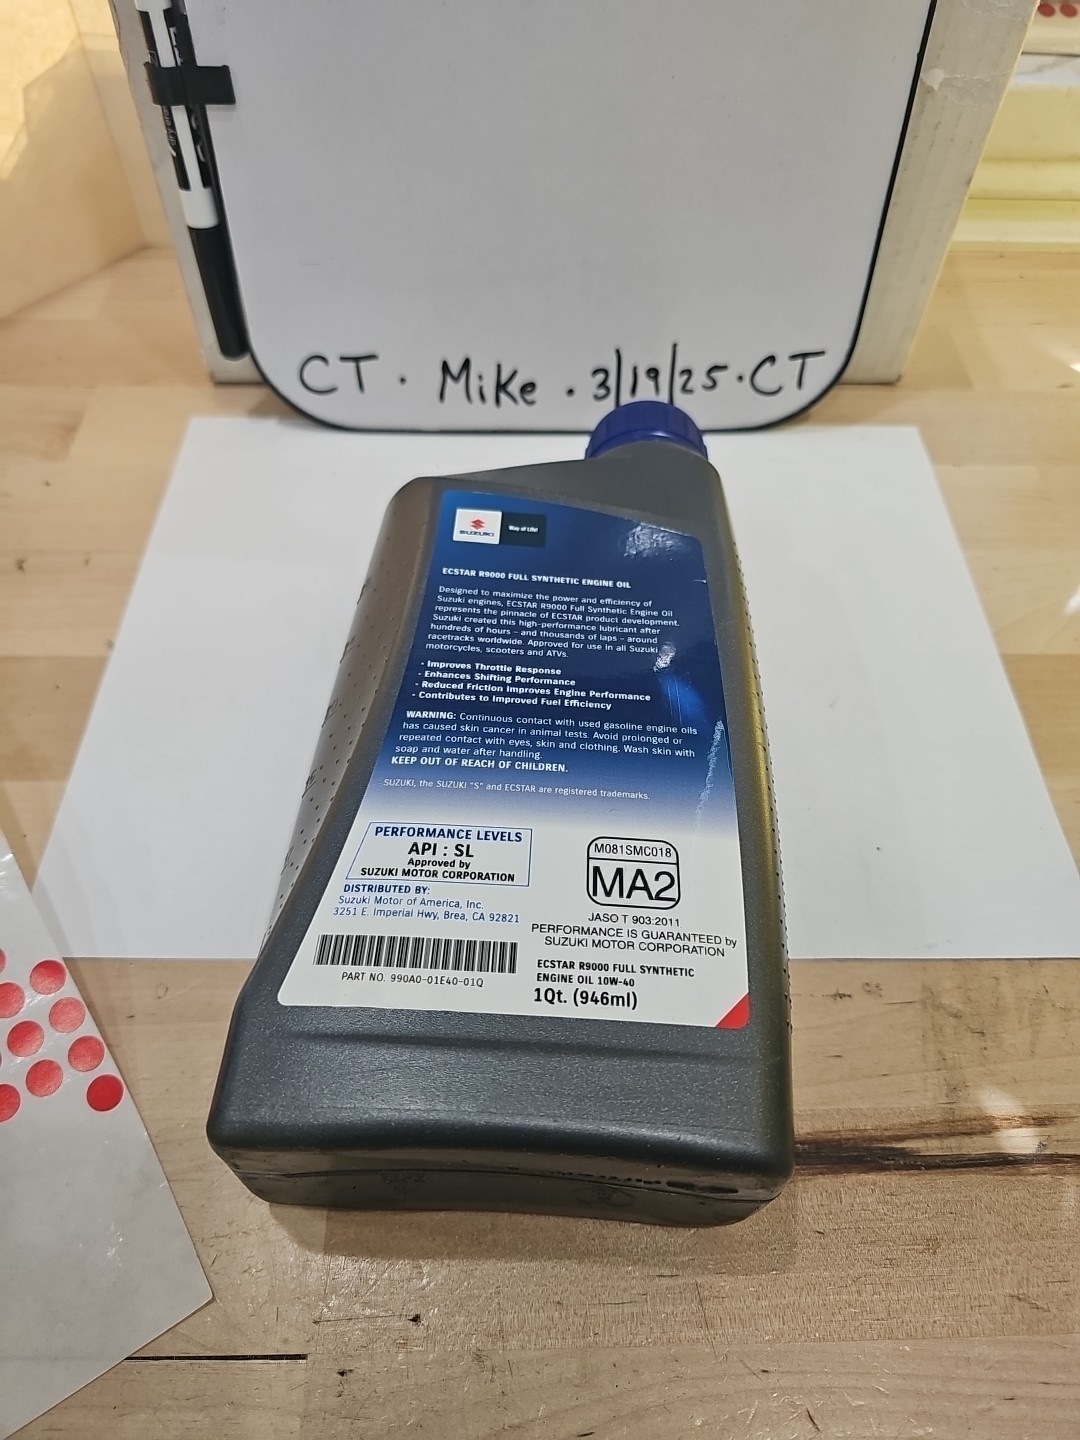 CT . Mike . 3/19/25 . CT
SUZUKI
Way of Life!
ECSTAR R9000 FULL SYNTHETIC ENGINE OIL
Designed to maximize the power and efficiency of
Suzuki engines, ECSTAR R9000 Full Synthetic Engine Oil
represents the pinnacle of ECSTAR product development.
Suzuki created this high-performance lubricant after
hundreds of hours – and thousands of laps – around
racetracks worldwide. Approved for use in all Suzuki
motorcycles, scooters and ATVs.
- Improves Throttle Response
- Enhances Shifting Performance
- Reduced Friction Improves Engine Performance
- Contributes to Improved Fuel Efficiency
WARNING: Continuous contact with used gasoline engine oils
has caused skin cancer in animal tests. Avoid prolonged or
repeated contact with eyes, skin and clothing. Wash skin with
soap and water after handling.
KEEP OUT OF REACH OF CHILDREN.
SUZUKI, the SUZUKI "S" and ECSTAR are registered trademarks.
PERFORMANCE LEVELS
API : SL
Approved by
SUZUKI MOTOR CORPORATION
DISTRIBUTED BY:
Suzuki Motor of America, Inc.
3251 E. Imperial Hwy, Brea, CA 92821
PART NO. 990A0-01E40-01Q
M081SMC018
MA2
JASO T 903:2011
PERFORMANCE IS GUARANTEED by
SUZUKI MOTOR CORPORATION
ECSTAR R9000 FULL SYNTHETIC
ENGINE OIL 10W-40
1Qt. (946ml)